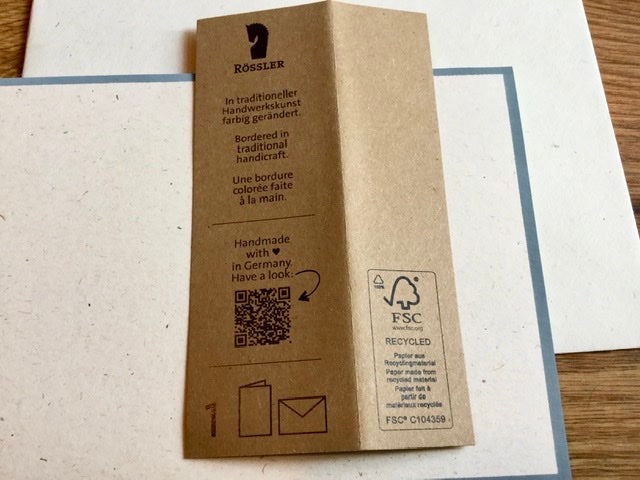 RÖSSLER
In traditioneller
Handwerkskunst
farbig gerändert.
Bordered in
traditional
handicraft.
Une bordure
colorée faite
à la main.
Handmade
with ♥
in Germany.
Have a look:
100%
FSC
www.fsc.org
RECYCLED
Papier aus
Recyclingmaterial
Paper made from
recycled material
Papier fait à
partir de
matériaux recyclés
FSC® C104359